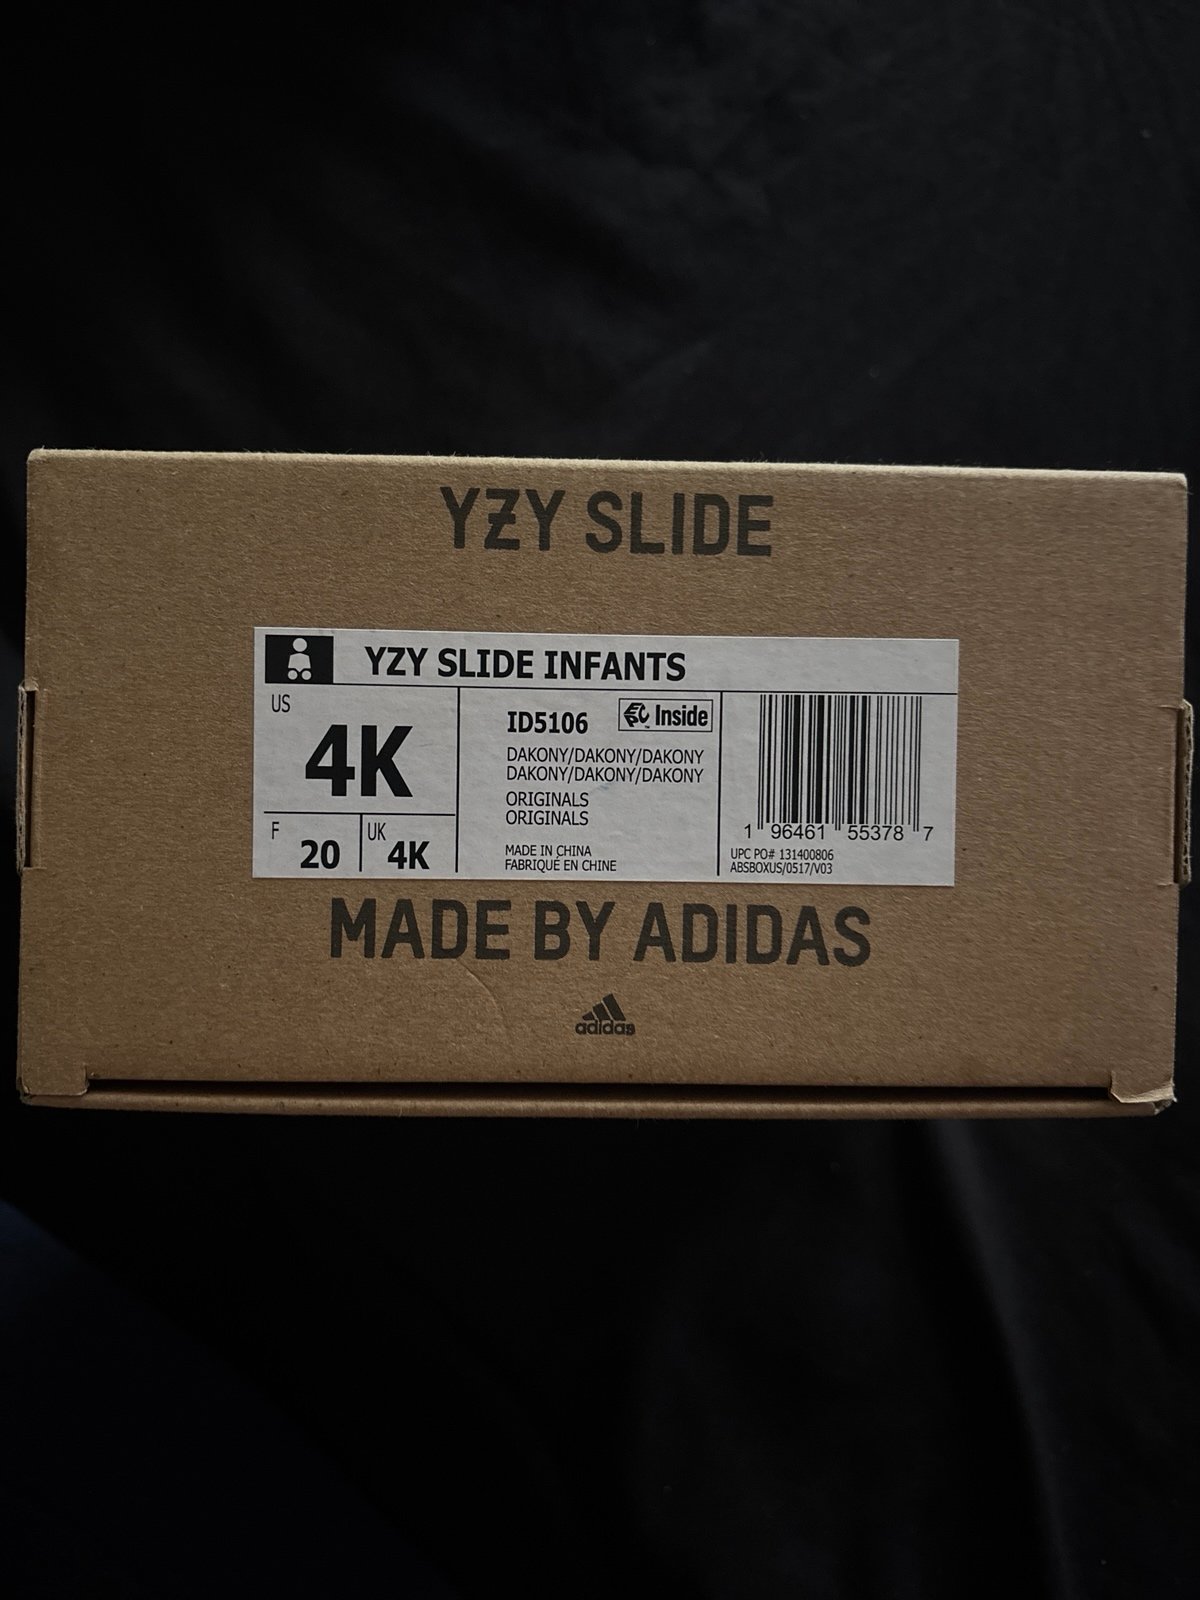 YZY SLIDE
YZY SLIDE INFANTS
US
4K
F
20
UK
4K
ID5106
EPC™ Inside
DAKONY/DAKONY/DAKONY
DAKONY/DAKONY/DAKONY
ORIGINALS
ORIGINALS
MADE IN CHINA
FABRIQUÉ EN CHINE
1 96461 55378 7
UPC PO# 131400806
ABSBOXUS/0517/V03
MADE BY ADIDAS
adidas